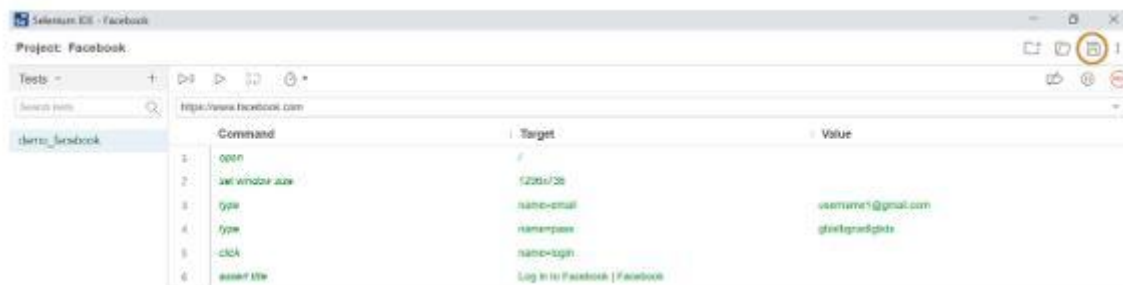 Selenium IDE - Facebook
Project: Facebook
Tests
Search tests
https://www.facebook.com
demo_facebook
Command Target Value
1 open /
2 set window size 1296x736
3 type name=email username1@gmail.com
4 type name=pass
5 click name=login
6 assert title Log in to Facebook | Facebook